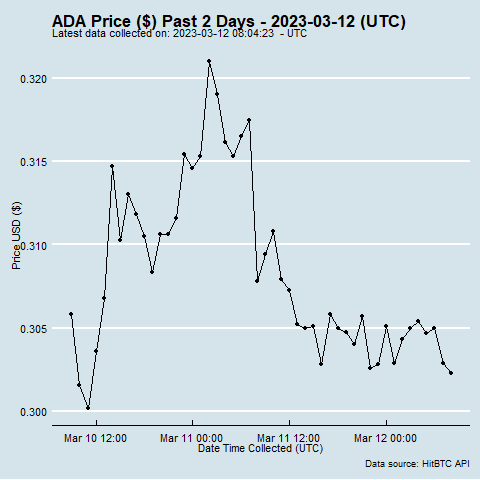 ADA Price ($) Past 2 Days - 2023-03-12 (UTC)
Latest data collected on: 2023-03-12 08:04:23  - UTC
0.320
0.315
0.310
0.305
0.300
Price USD ($)
Mar 10 12:00 Mar 11 00:00 Mar 11 12:00 Mar 12 00:00
Date Time Collected (UTC)
Data source: HitBTC API